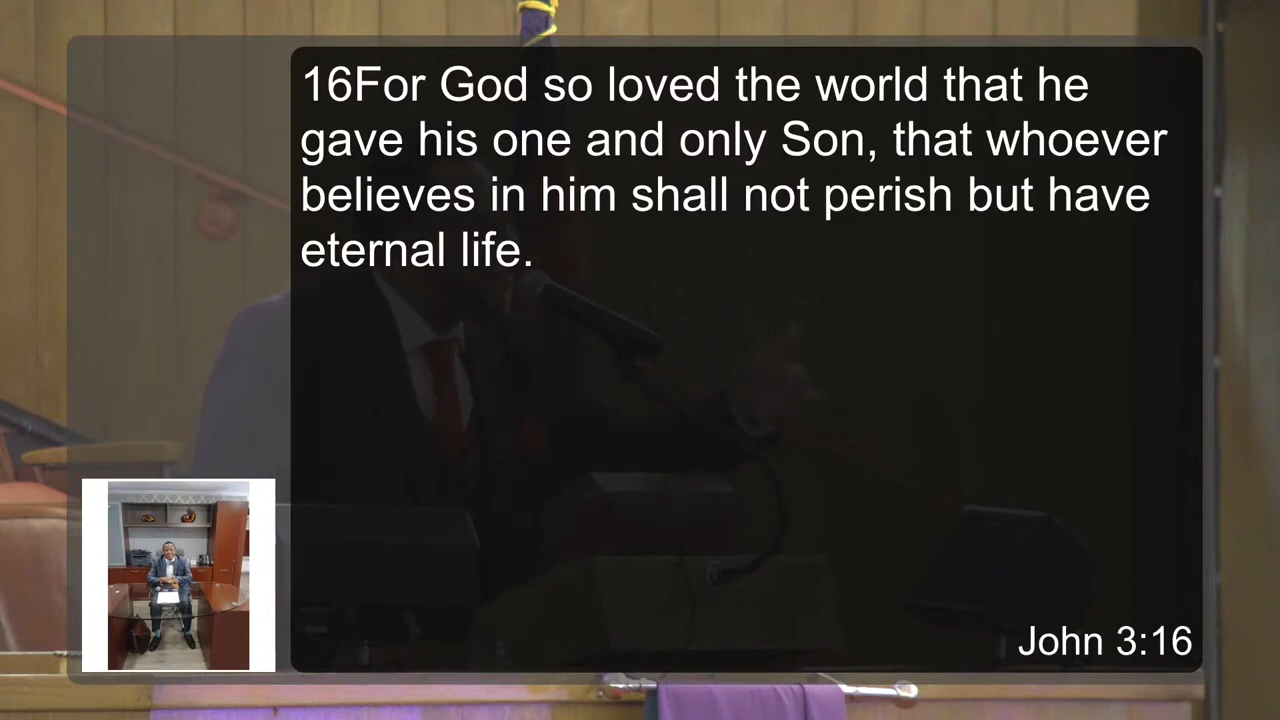 16For God so loved the world that he
gave his one and only Son, that whoever
believes in him shall not perish but have
eternal life.
John 3:16